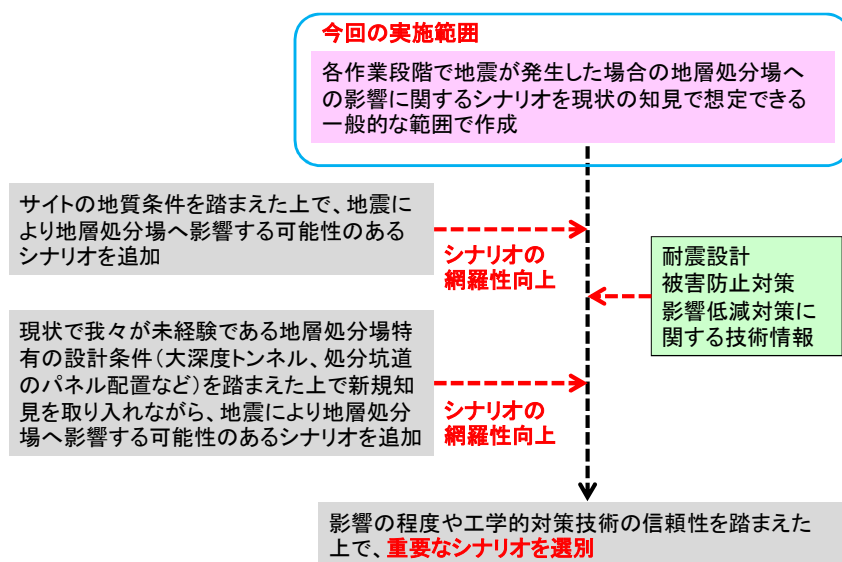 今回の実施範囲
各作業段階で地震が発生した場合の地層処分場へ
の影響に関するシナリオを現状の知見で想定できる
一般的な範囲で作成
サイトの地質条件を踏まえた上で、地震に
より地層処分場へ影響する可能性のある
シナリオを追加
シナリオの
網羅性向上
耐震設計
被害防止対策
影響低減対策に
関する技術情報
現状で我々が未経験である地層処分場特
有の設計条件(大深度トンネル、処分坑道
のパネル配置など)を踏まえた上で新規知
見を取り入れながら、地震により地層処分
場へ影響する可能性のあるシナリオを追加
シナリオの
網羅性向上
影響の程度や工学的対策技術の信頼性を踏まえた
上で、重要なシナリオを選別